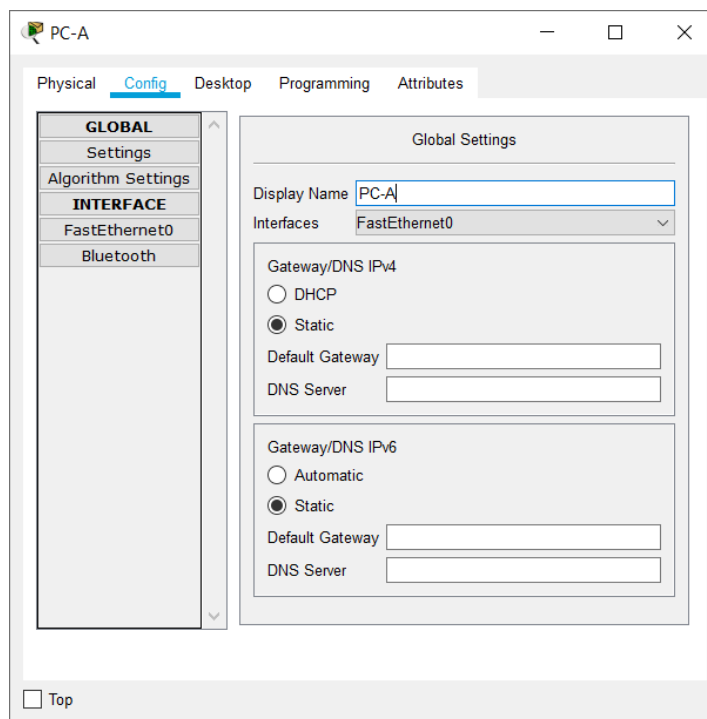 PC-A
Physical Config Desktop Programming Attributes
GLOBAL
Settings
Algorithm Settings
INTERFACE
FastEthernet0
Bluetooth
Global Settings
Display Name PC-A
Interfaces FastEthernet0
Gateway/DNS IPv4
DHCP
Static
Default Gateway
DNS Server
Gateway/DNS IPv6
Automatic
Static
Default Gateway
DNS Server
Top